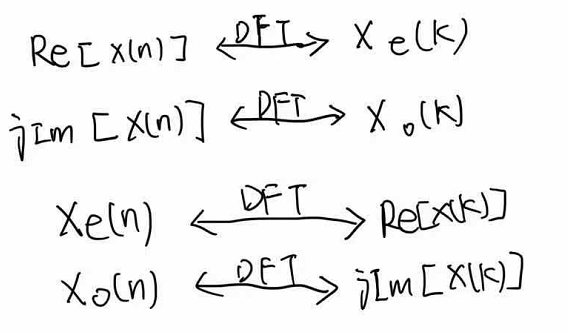 Re[x(n)] <-DFT-> Xe(k)
jIm[x(n)] <-DFT-> Xo(k)
Xe(n) <-DFT-> Re[X(k)]
Xo(n) <-DFT-> jIm[X(k)]